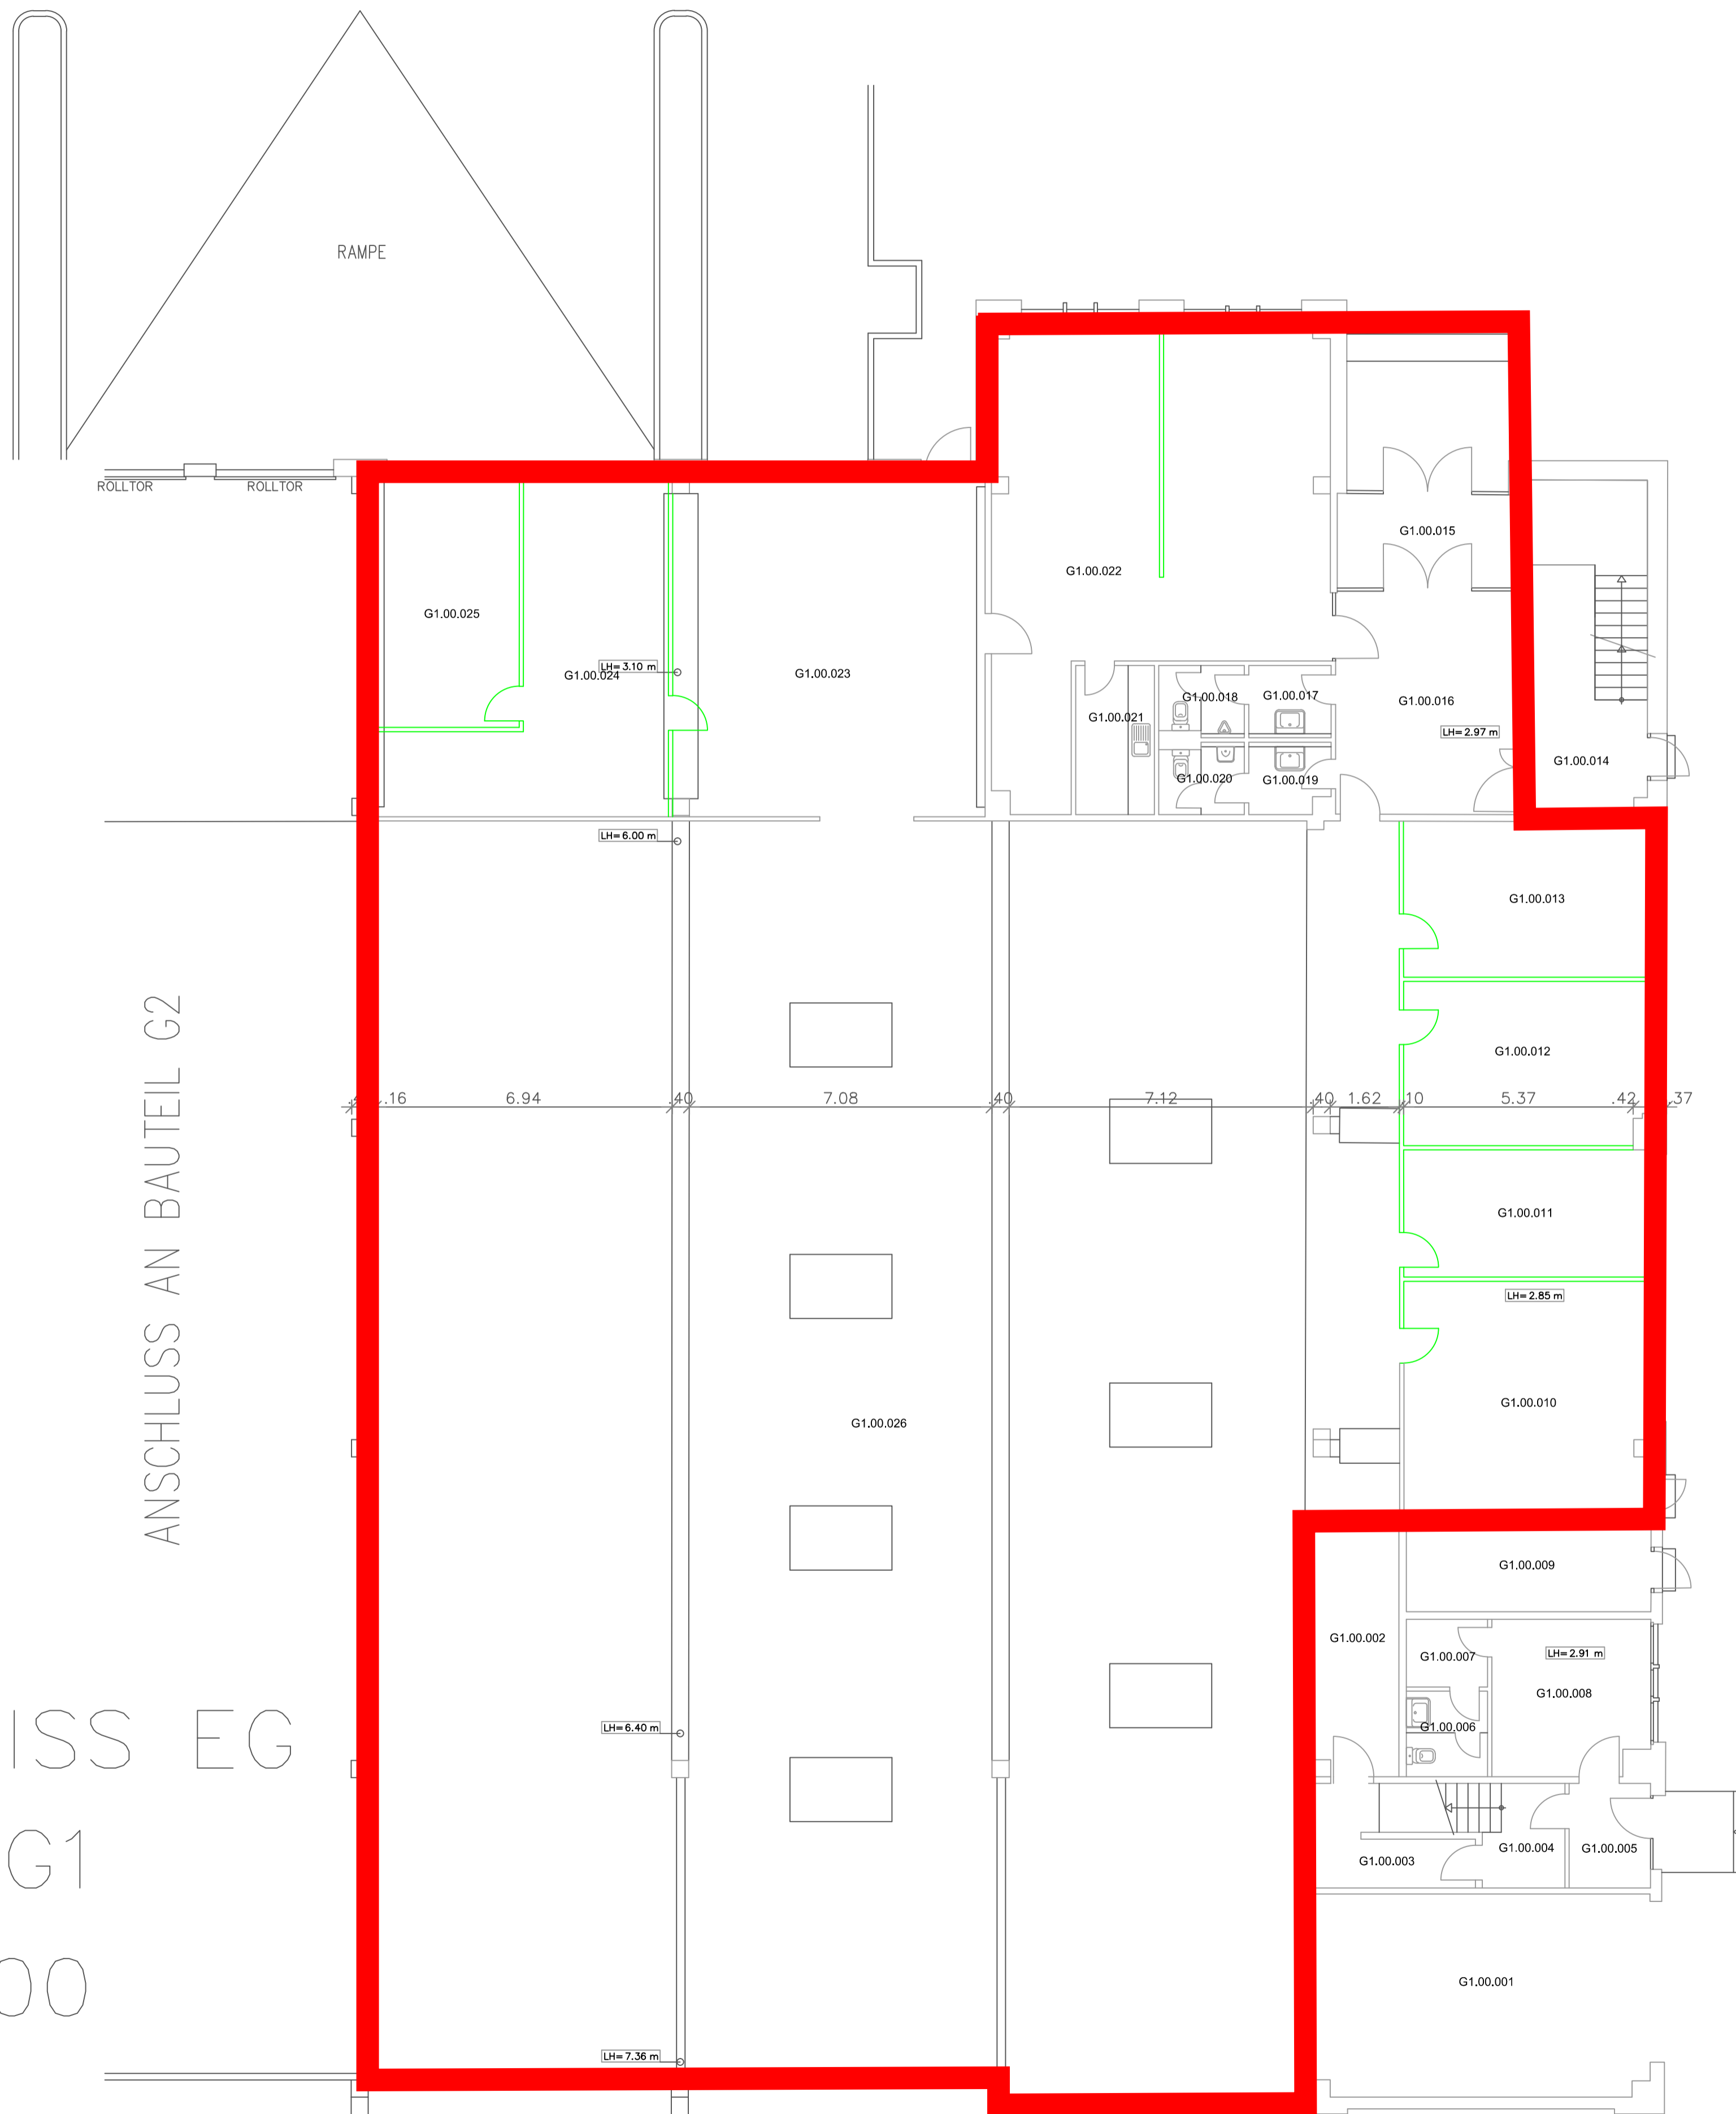 RAMPE
ROLLTOR
ROLLTOR
G1.00.015
G1.00.022
G1.00.025
LH=3.10 m
G1.00.024
G1.00.023
G1.00.018
G1.00.017
G1.00.016
G1.00.021
LH=2.97 m
G1.00.014
G1.00.020
G1.00.019
LH=6.00 m
G1.00.013
ANSCHLUSS AN BAUTEIL G2
G1.00.012
.16 6.94 .40 7.08 .40 7.12 .40 1.62 .10 5.37 .42 .37
G1.00.011
LH=2.85 m
G1.00.010
G1.00.026
G1.00.009
G1.00.002
LH=2.91 m
G1.00.007
G1.00.008
ISS EG
G1.00.006
LH=6.40 m
G1
G1.00.004
G1.00.005
G1.00.003
00
G1.00.001
LH=7.36 m